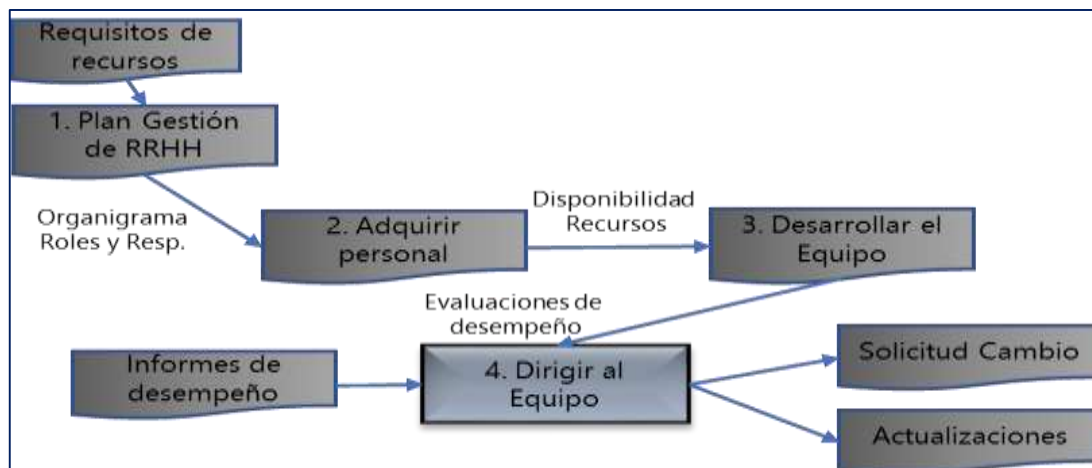 Requisitos de
recursos
1. Plan Gestión
de RRHH
Organigrama
Roles y Resp.
2. Adquirir
personal
Disponibilidad
Recursos
3. Desarrollar el
Equipo
Evaluaciones de
desempeño
Informes de
desempeño
4. Dirigir al
Equipo
Solicitud Cambio
Actualizaciones